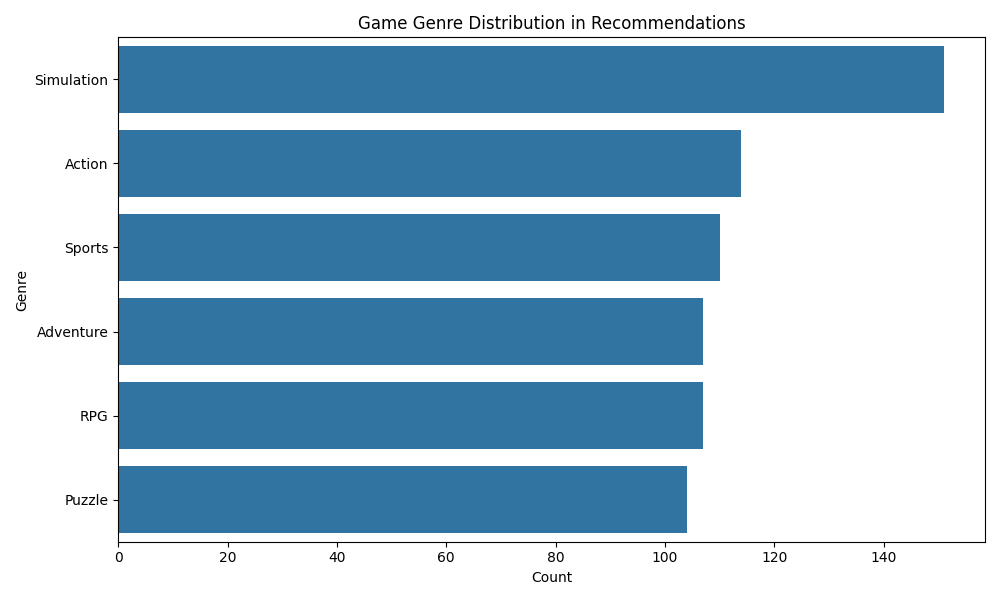 Game Genre Distribution in Recommendations
Genre
Simulation
Action
Sports
Adventure
RPG
Puzzle
0 20 40 60 80 100 120 140
Count